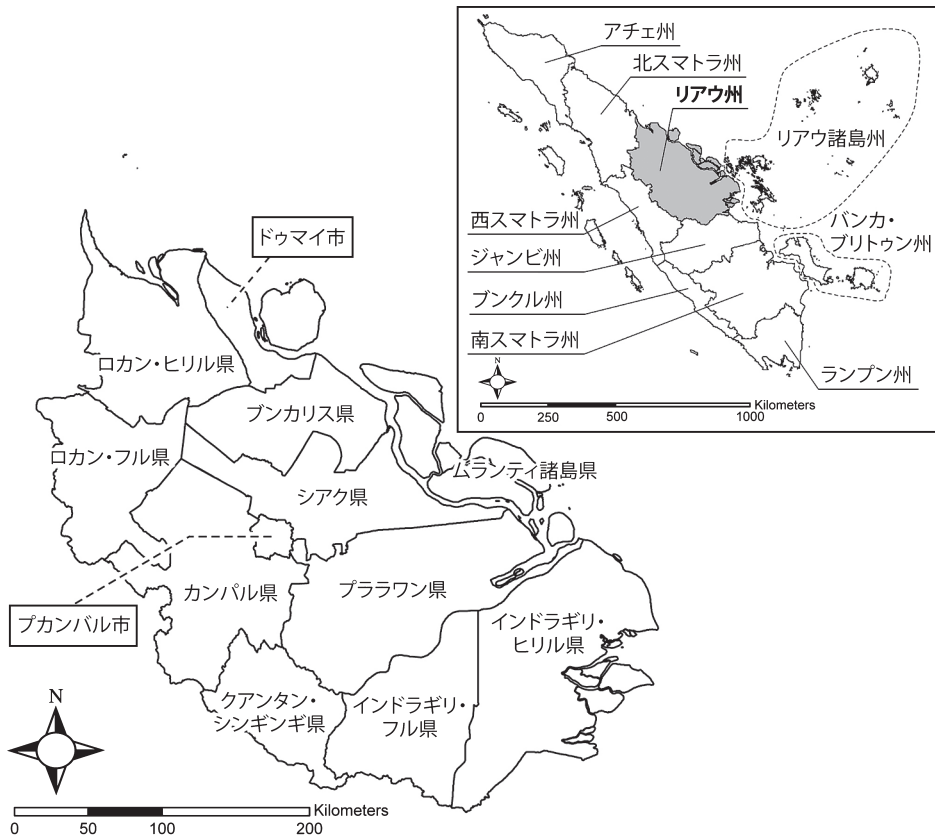 アチェ州
北スマトラ州
リアウ州
リアウ諸島州
西スマトラ州
バンカ・
ブリトゥン州
ジャンビ州
ブンクル州
南スマトラ州
ランプン州
N
Kilometers
0 250 500 1000
ドゥマイ市
ロカン・ヒリル県
ブンカリス県
ロカン・フル県
ムランティ諸島県
シアク県
カンパル県
プララワン県
プカンバル市
インドラギリ・
ヒリル県
クアンタン・
シンギンギ県
インドラギリ・
フル県
N
Kilometers
0 50 100 200